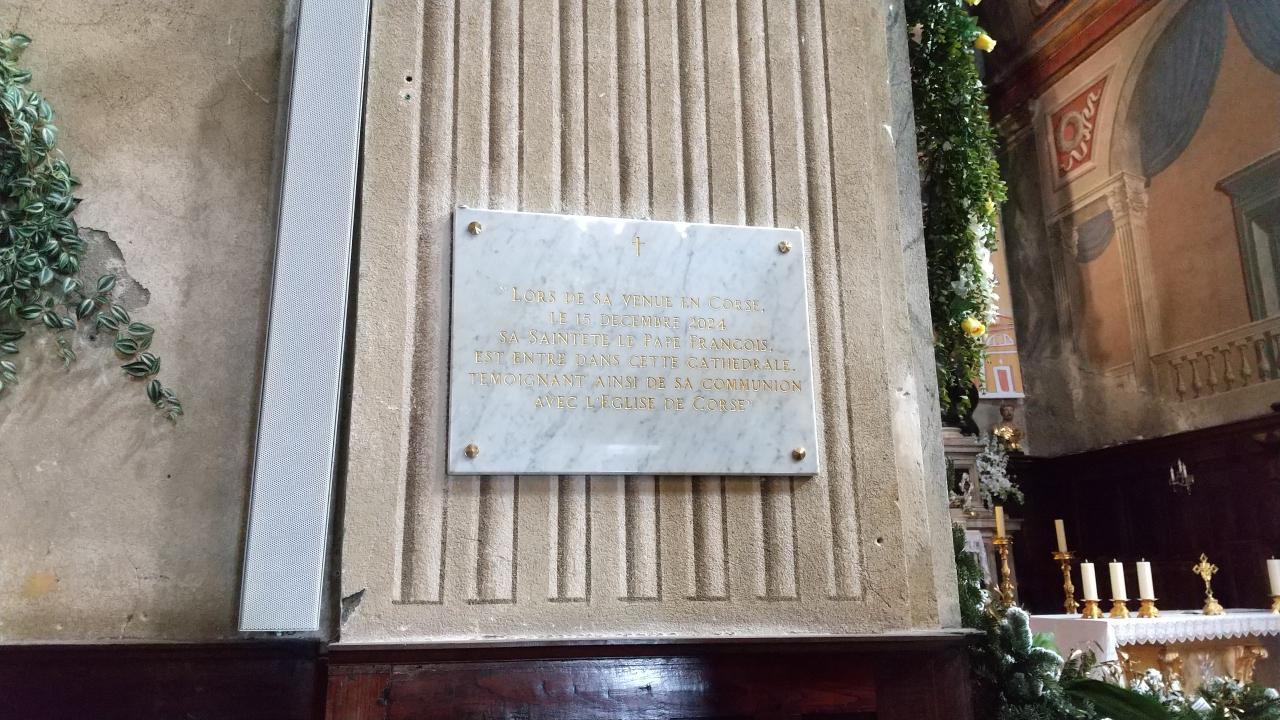 "LORS DE SA VENUE EN CORSE,
LE 15 DECEMBRE 2024
SA SAINTETE LE PAPE FRANCOIS,
EST ENTRE DANS CETTE CATHEDRALE,
TEMOIGNANT AINSI DE SA COMMUNION
AVEC L'EGLISE DE CORSE"